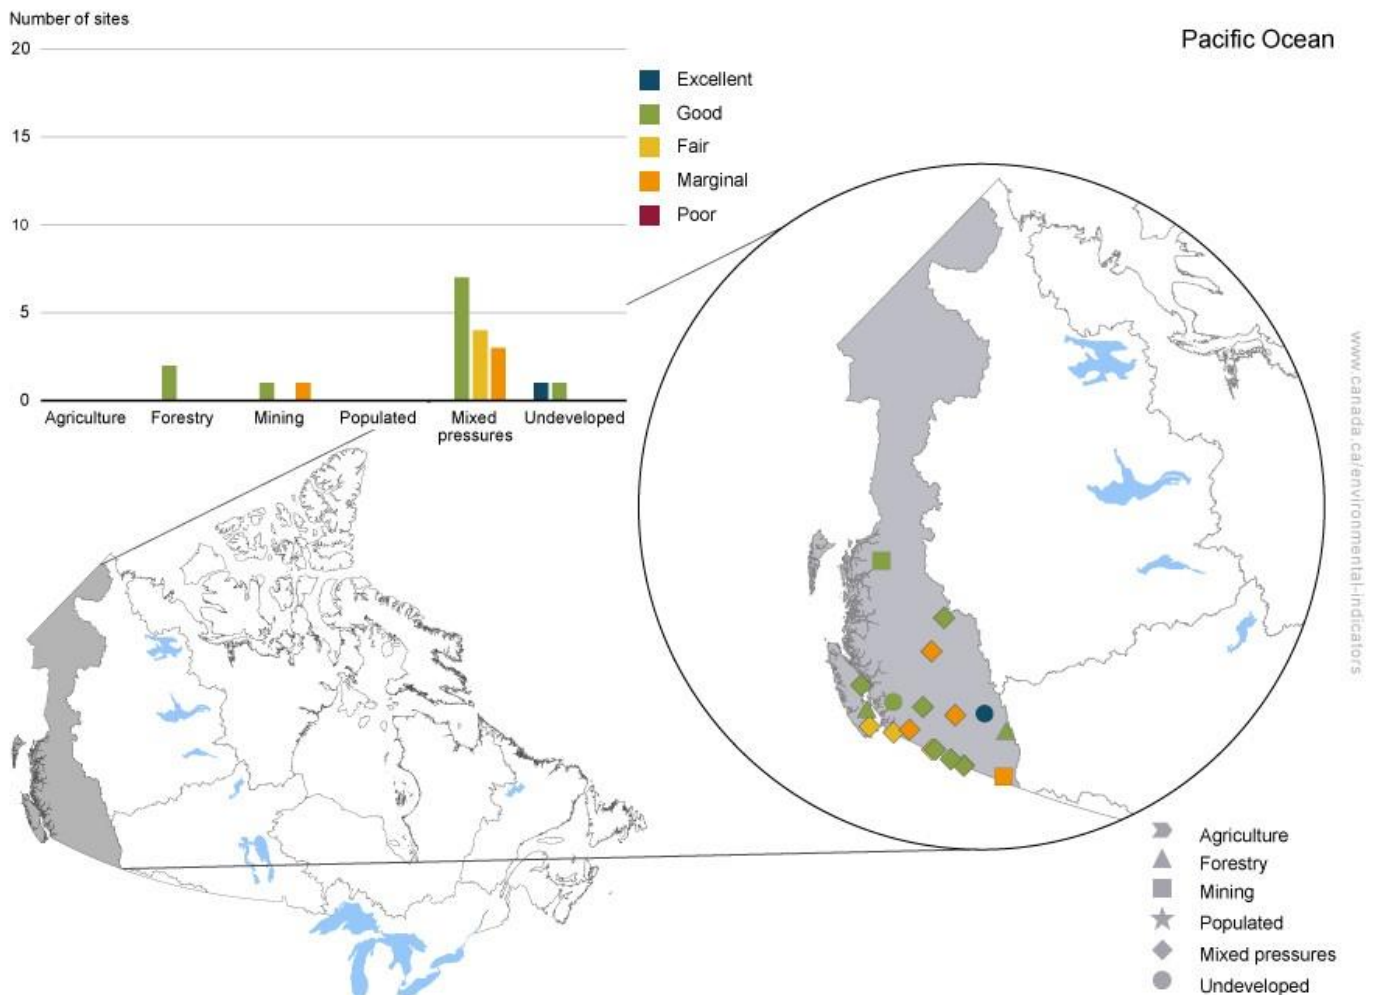 Number of sites
Pacific Ocean
20
15
10
5
0
Agriculture
Forestry
Mining
Populated
Mixed
pressures
Undeveloped
Excellent
Good
Fair
Marginal
Poor
www.canada.ca/environmental-indicators
Agriculture
Forestry
Mining
Populated
Mixed pressures
Undeveloped